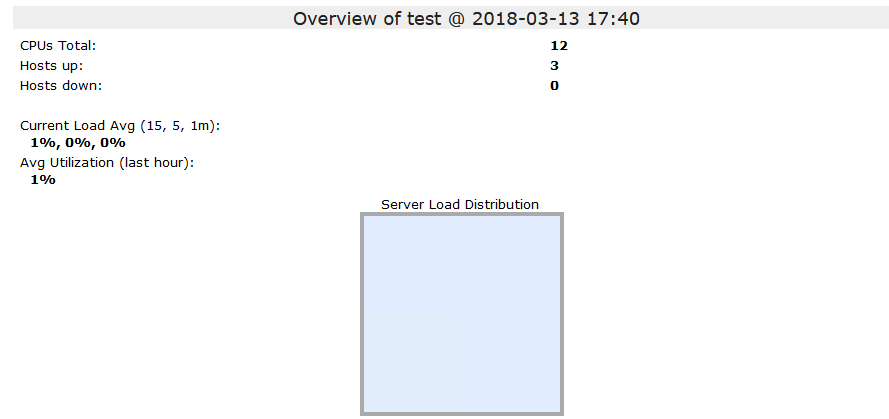 Overview of test @ 2018-03-13 17:40
CPUs Total: 12
Hosts up: 3
Hosts down: 0
Current Load Avg (15, 5, 1m):
1%, 0%, 0%
Avg Utilization (last hour):
1%
Server Load Distribution